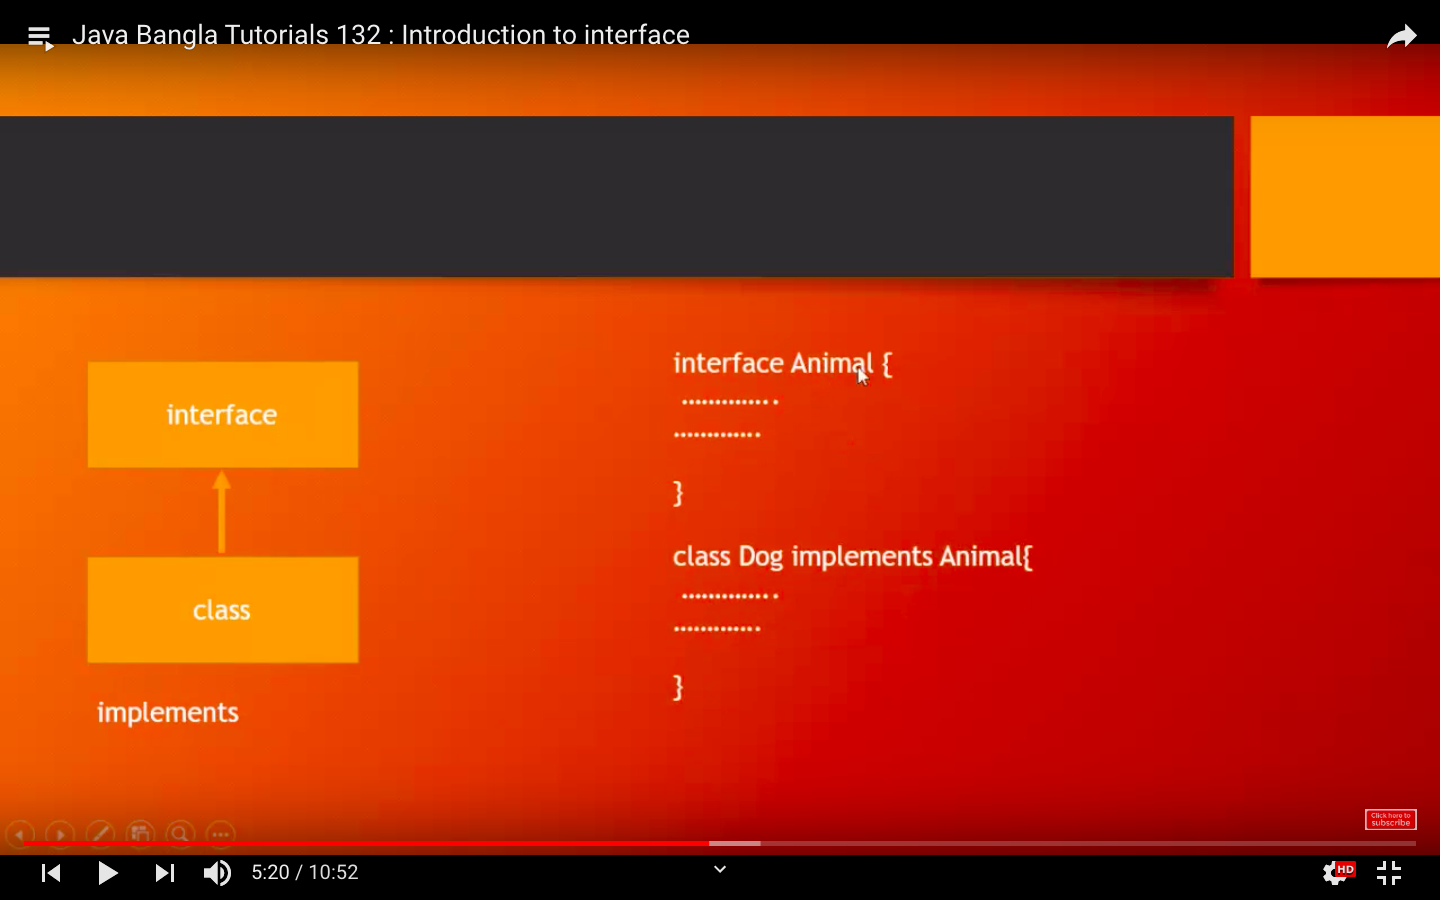 Java Bangla Tutorials 132 : Introduction to interface
interface
class
implements
interface Animal {
..............
.............
}
class Dog implements Animal{
..............
.............
}
Click here to
subscribe
5:20 / 10:52
HD